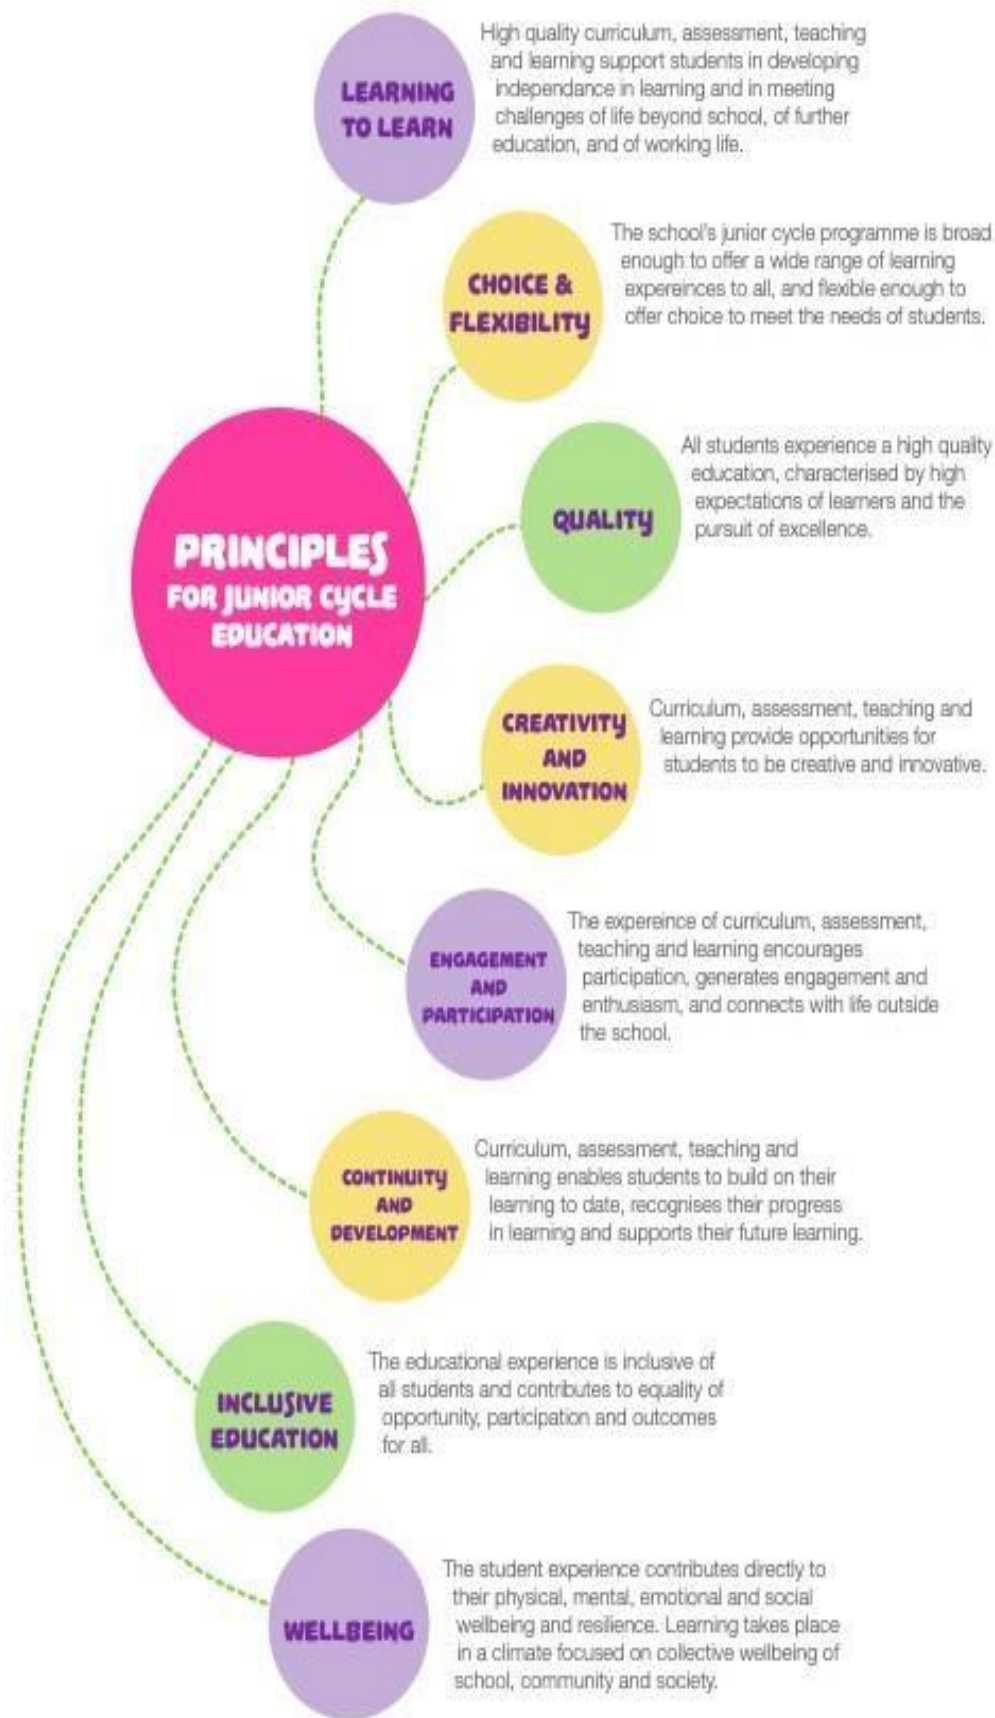 LEARNING
TO LEARN
High quality curriculum, assessment, teaching
and learning support students in developing
independance in learning and in meeting
challenges of life beyond school, of further
education, and of working life.
CHOICE &
FLEXIBILITY
The school's junior cycle programme is broad
enough to offer a wide range of learning
expereinces to all, and flexible enough to
offer choice to meet the needs of students.
QUALITY
All students experience a high quality
education, characterised by high
expectations of learners and the
pursuit of excellence.
PRINCIPLES
FOR JUNIOR CYCLE
EDUCATION
CREATIVITY
AND
INNOVATION
Curriculum, assessment, teaching and
learning provide opportunities for
students to be creative and innovative.
ENGAGEMENT
AND
PARTICIPATION
The expereince of curriculum, assessment,
teaching and learning encourages
participation, generates engagement and
enthusiasm, and connects with life outside
the school.
CONTINUITY
AND
DEVELOPMENT
Curriculum, assessment, teaching and
learning enables students to build on their
learning to date, recognises their progress
in learning and supports their future learning.
INCLUSIVE
EDUCATION
The educational experience is inclusive of
all students and contributes to equality of
opportunity, participation and outcomes
for all.
WELLBEING
The student experience contributes directly to
their physical, mental, emotional and social
wellbeing and resilience. Learning takes place
in a climate focused on collective wellbeing of
school, community and society.